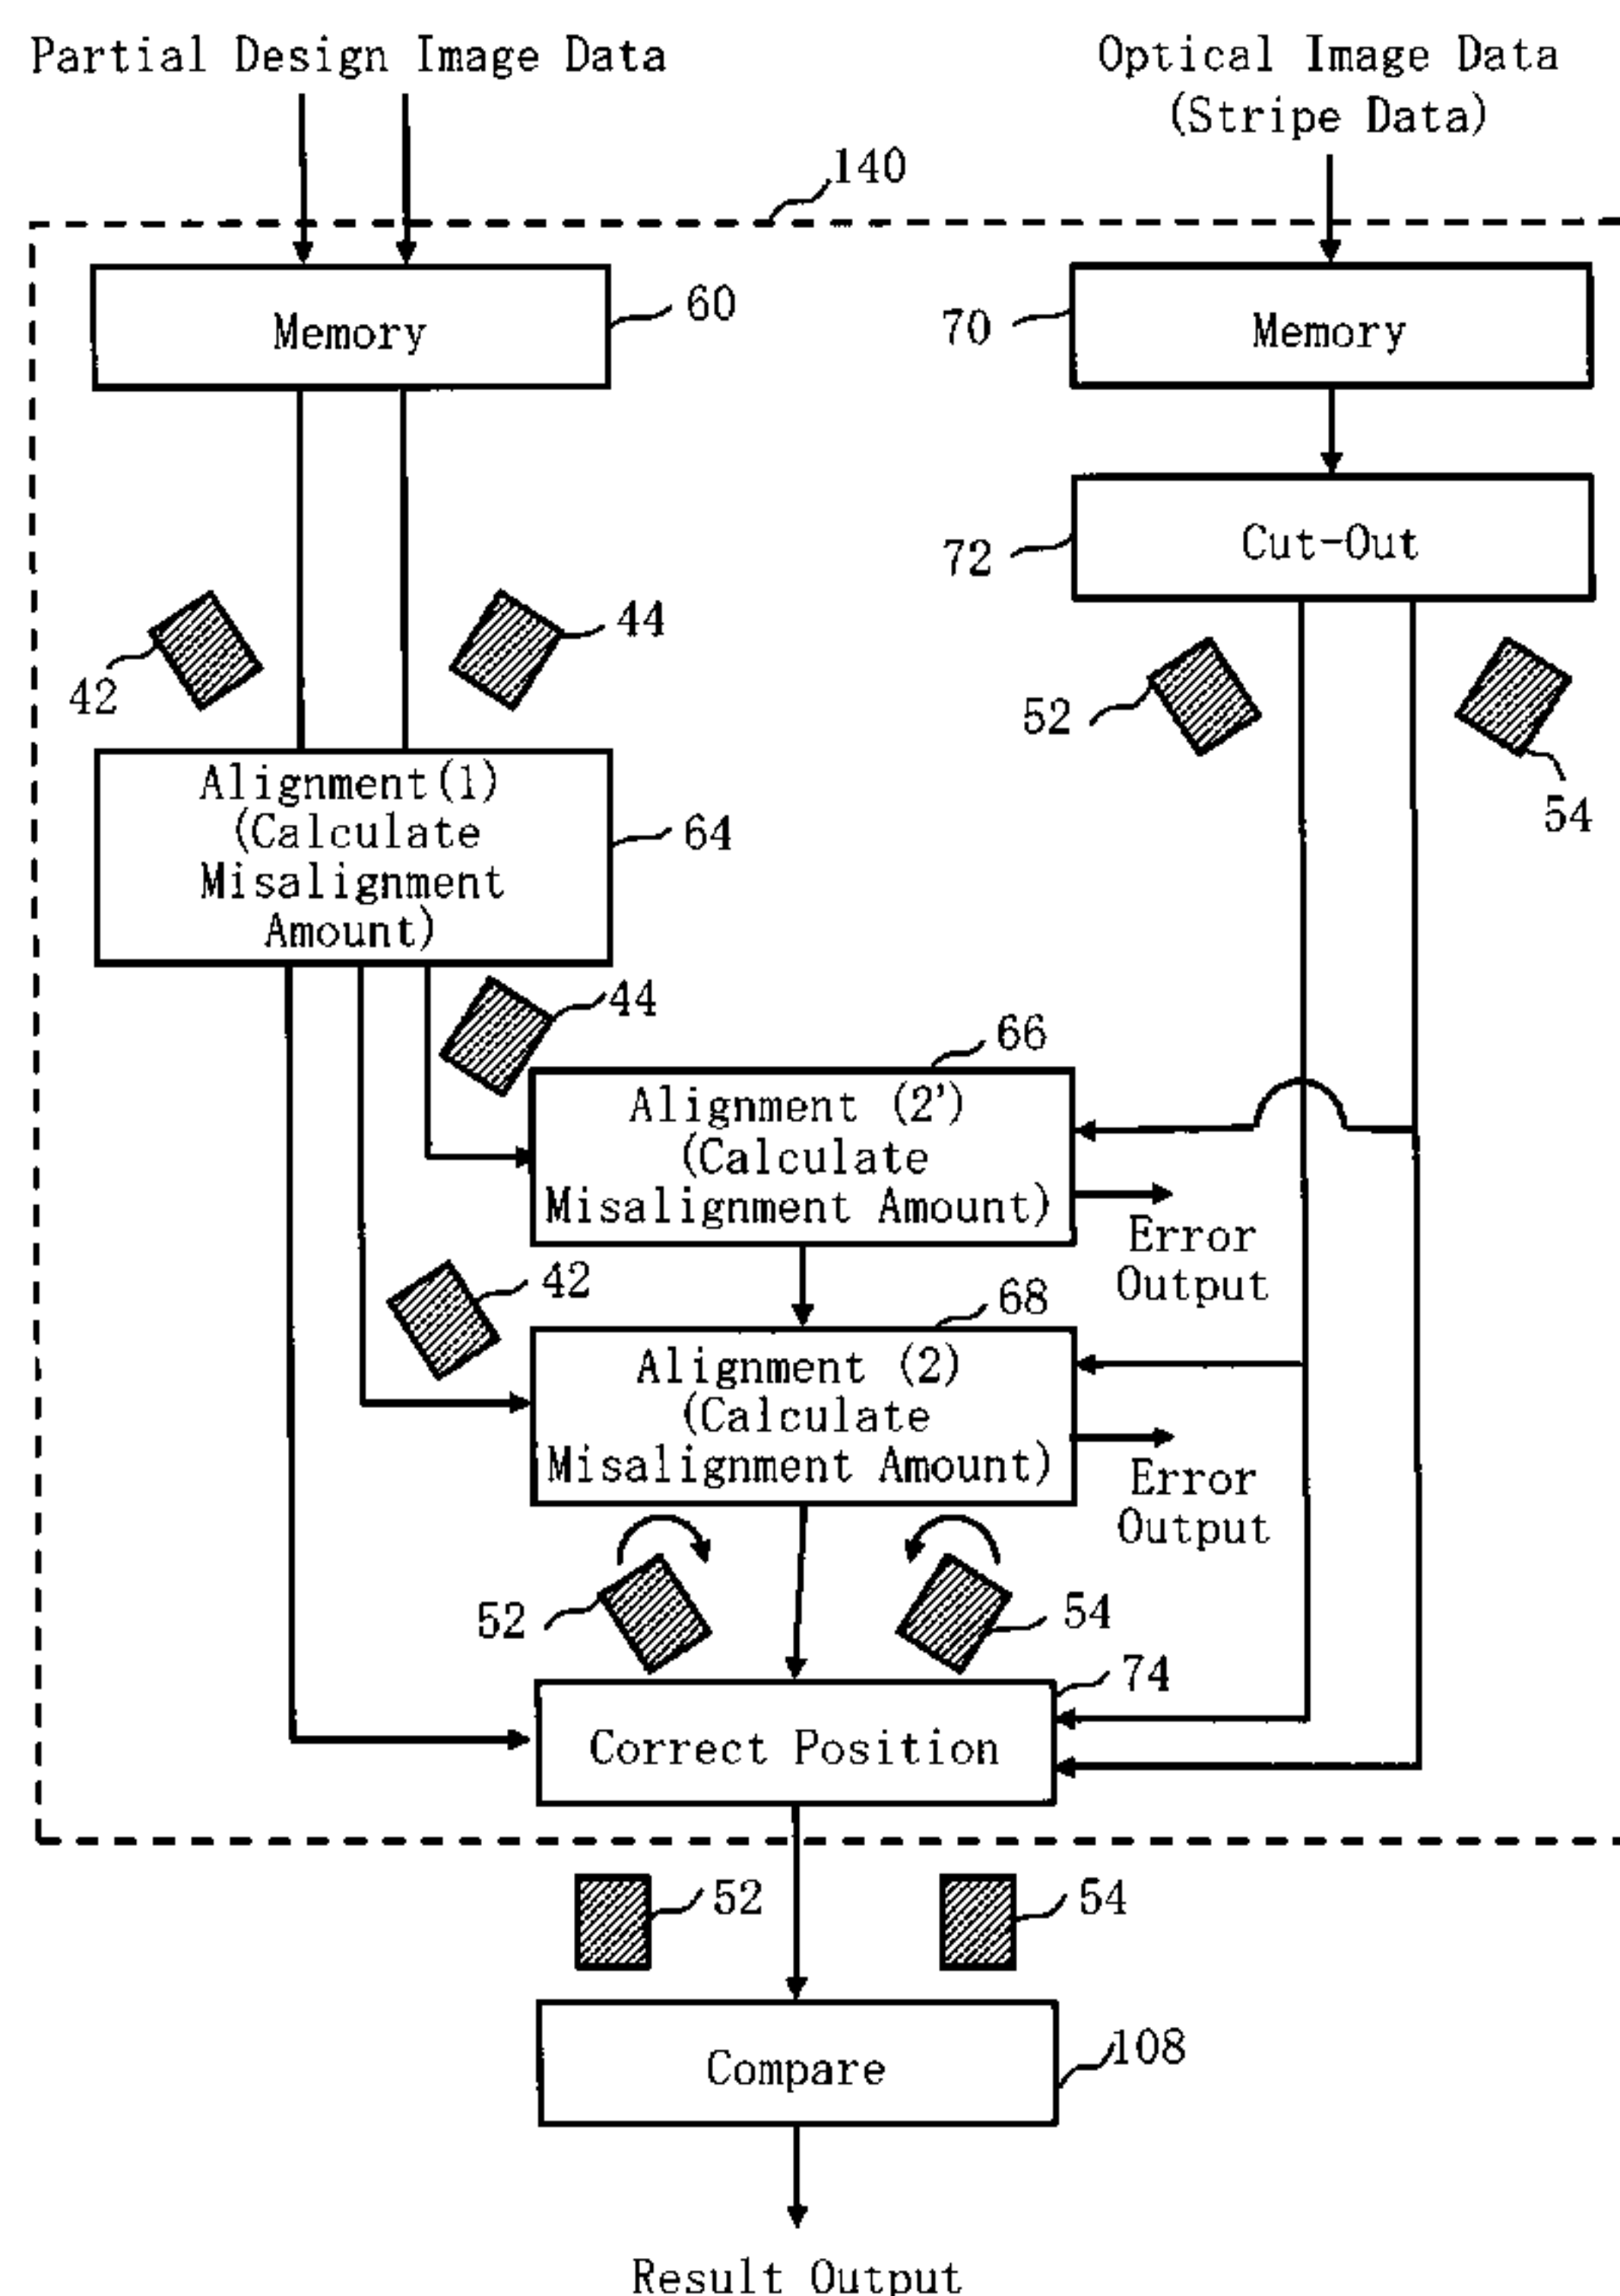 Partial Design Image Data
Optical Image Data
(Stripe Data)
140
Memory
60
70
Memory
72
Cut-Out
42
44
52
54
Alignment(1)
(Calculate
Misalignment
Amount)
64
44
66
Alignment (2')
(Calculate
Misalignment Amount)
Error
Output
42
68
Alignment (2)
(Calculate
Misalignment Amount)
Error
Output
52
54
74
Correct Position
52
54
Compare
108
Result Output